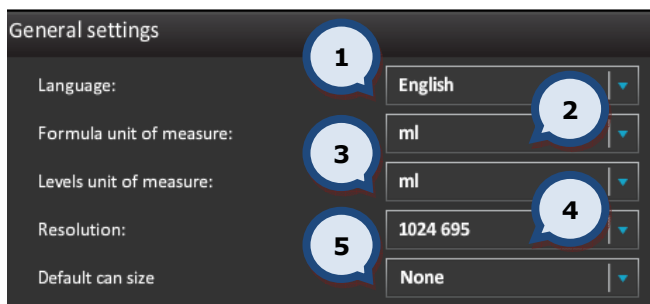 General settings
1
Language: English
2
Formula unit of measure: ml
3
Levels unit of measure: ml
4
Resolution: 1024 695
5
Default can size None